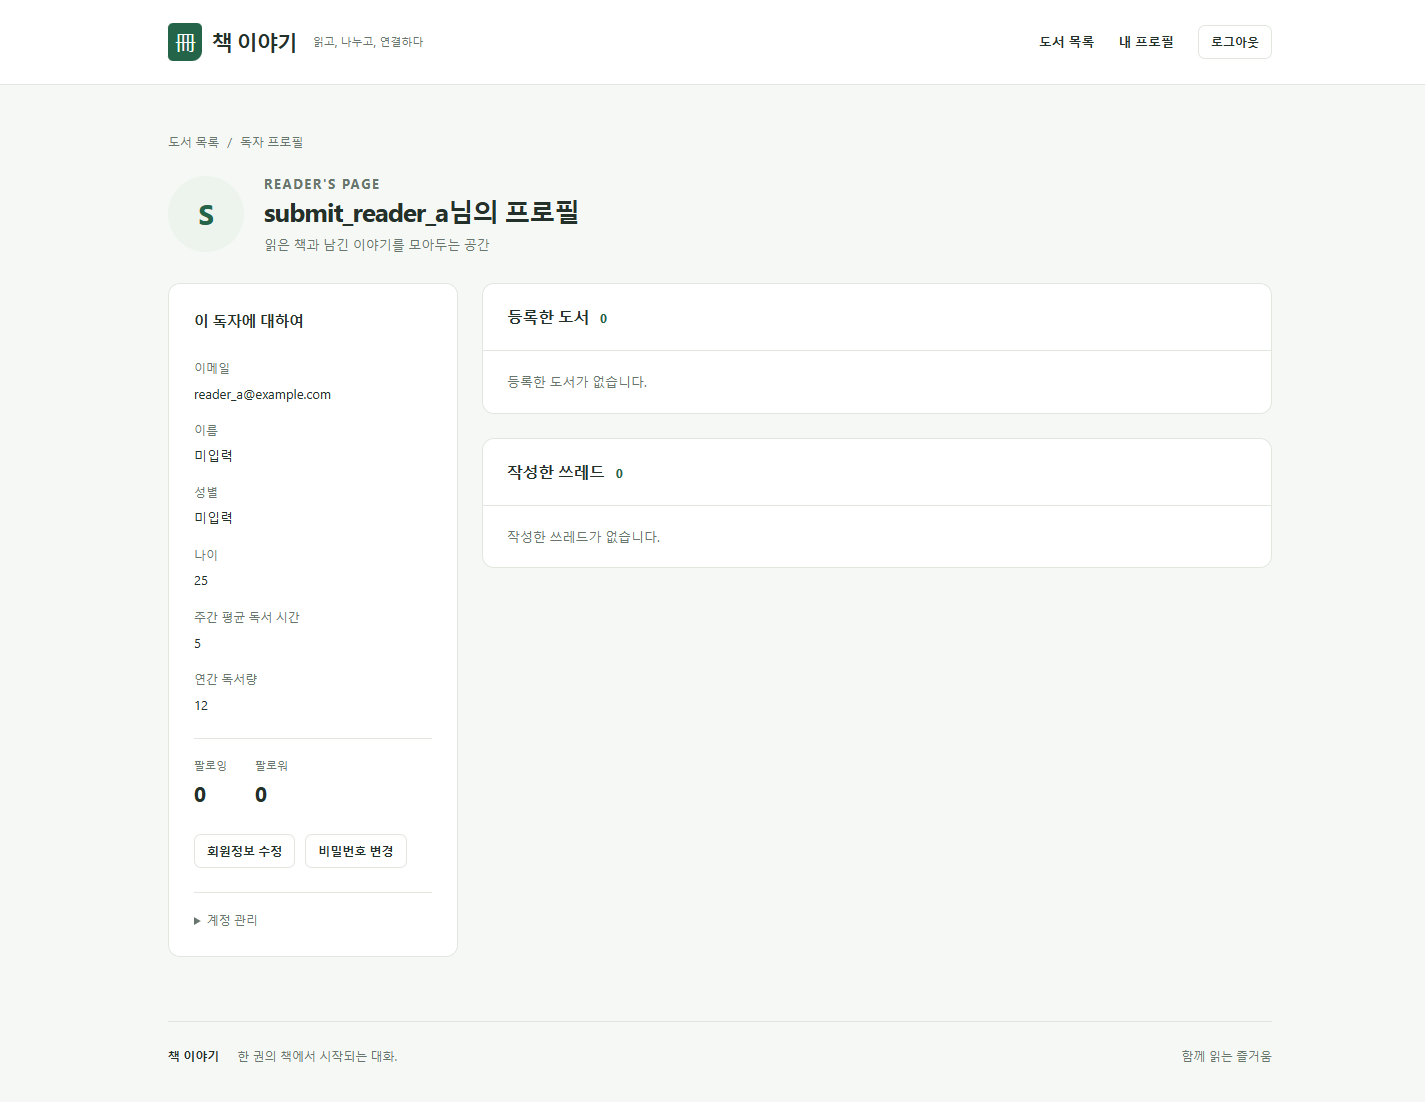 冊 책 이야기 읽고, 나누고, 연결하다 도서 목록 내 프로필 로그아웃
도서 목록 / 독자 프로필
S
READER'S PAGE
submit_reader_a님의 프로필
읽은 책과 남긴 이야기를 모아두는 공간
이 독자에 대하여
이메일
reader_a@example.com
이름
미입력
성별
미입력
나이
25
주간 평균 독서 시간
5
연간 독서량
12
팔로잉 팔로워
0 0
회원정보 수정 비밀번호 변경
▶ 계정 관리
등록한 도서 0
등록한 도서가 없습니다.
작성한 쓰레드 0
작성한 쓰레드가 없습니다.
책 이야기 한 권의 책에서 시작되는 대화. 함께 읽는 즐거움